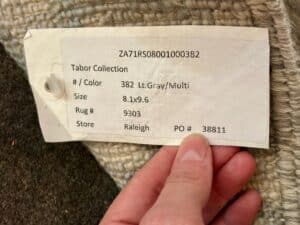 ZA71RS08001000382
Tabor Collection
# / Color 382 Lt.Gray/Multi
Size 8.1x9.6
Rug # 9303
Store Raleigh PO # 38811